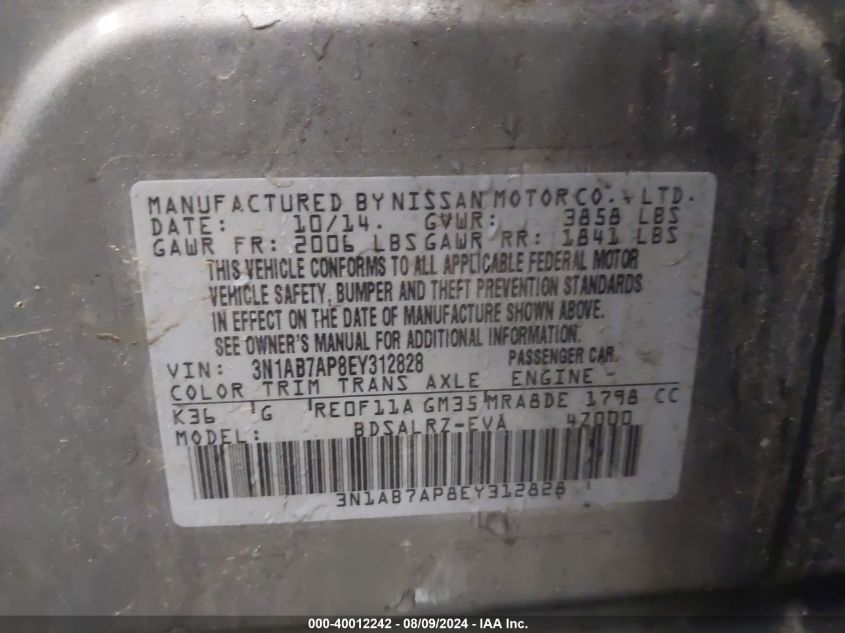 MANUFACTURED BY NISSAN MOTOR CO., LTD.
DATE: 10/14. GVWR: 3858 LBS
GAWR FR: 2006 LBS GAWR RR: 1841 LBS
THIS VEHICLE CONFORMS TO ALL APPLICABLE FEDERAL MOTOR
VEHICLE SAFETY, BUMPER AND THEFT PREVENTION STANDARDS
IN EFFECT ON THE DATE OF MANUFACTURE SHOWN ABOVE.
SEE OWNER'S MANUAL FOR ADDITIONAL INFORMATION.
VIN: 3N1AB7AP8EY312828 PASSENGER CAR
COLOR TRIM TRANS AXLE ENGINE
K36 G RE0F11A GM35 MRA8DE 1798 CC
MODEL: BDSALRZ-EVA 4Z000
3N1AB7AP8EY312828
000-40012242 - 08/09/2024 - IAA Inc.